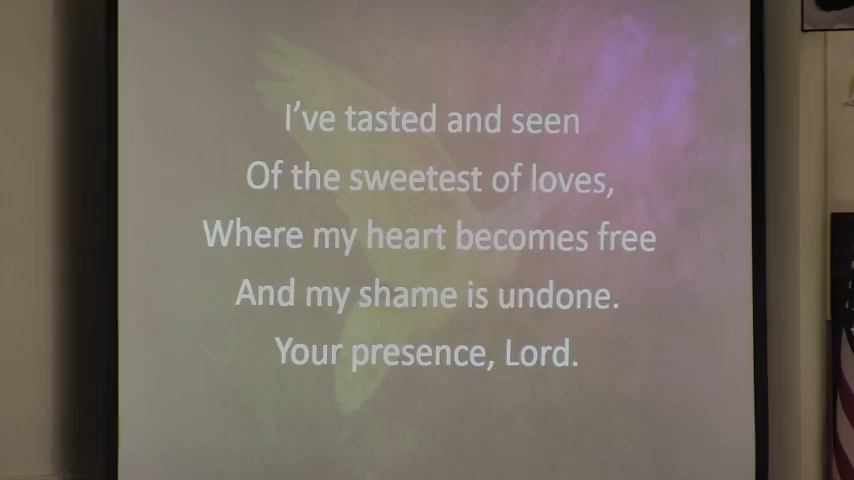 I've tasted and seen
Of the sweetest of loves,
Where my heart becomes free
And my shame is undone.
Your presence, Lord.